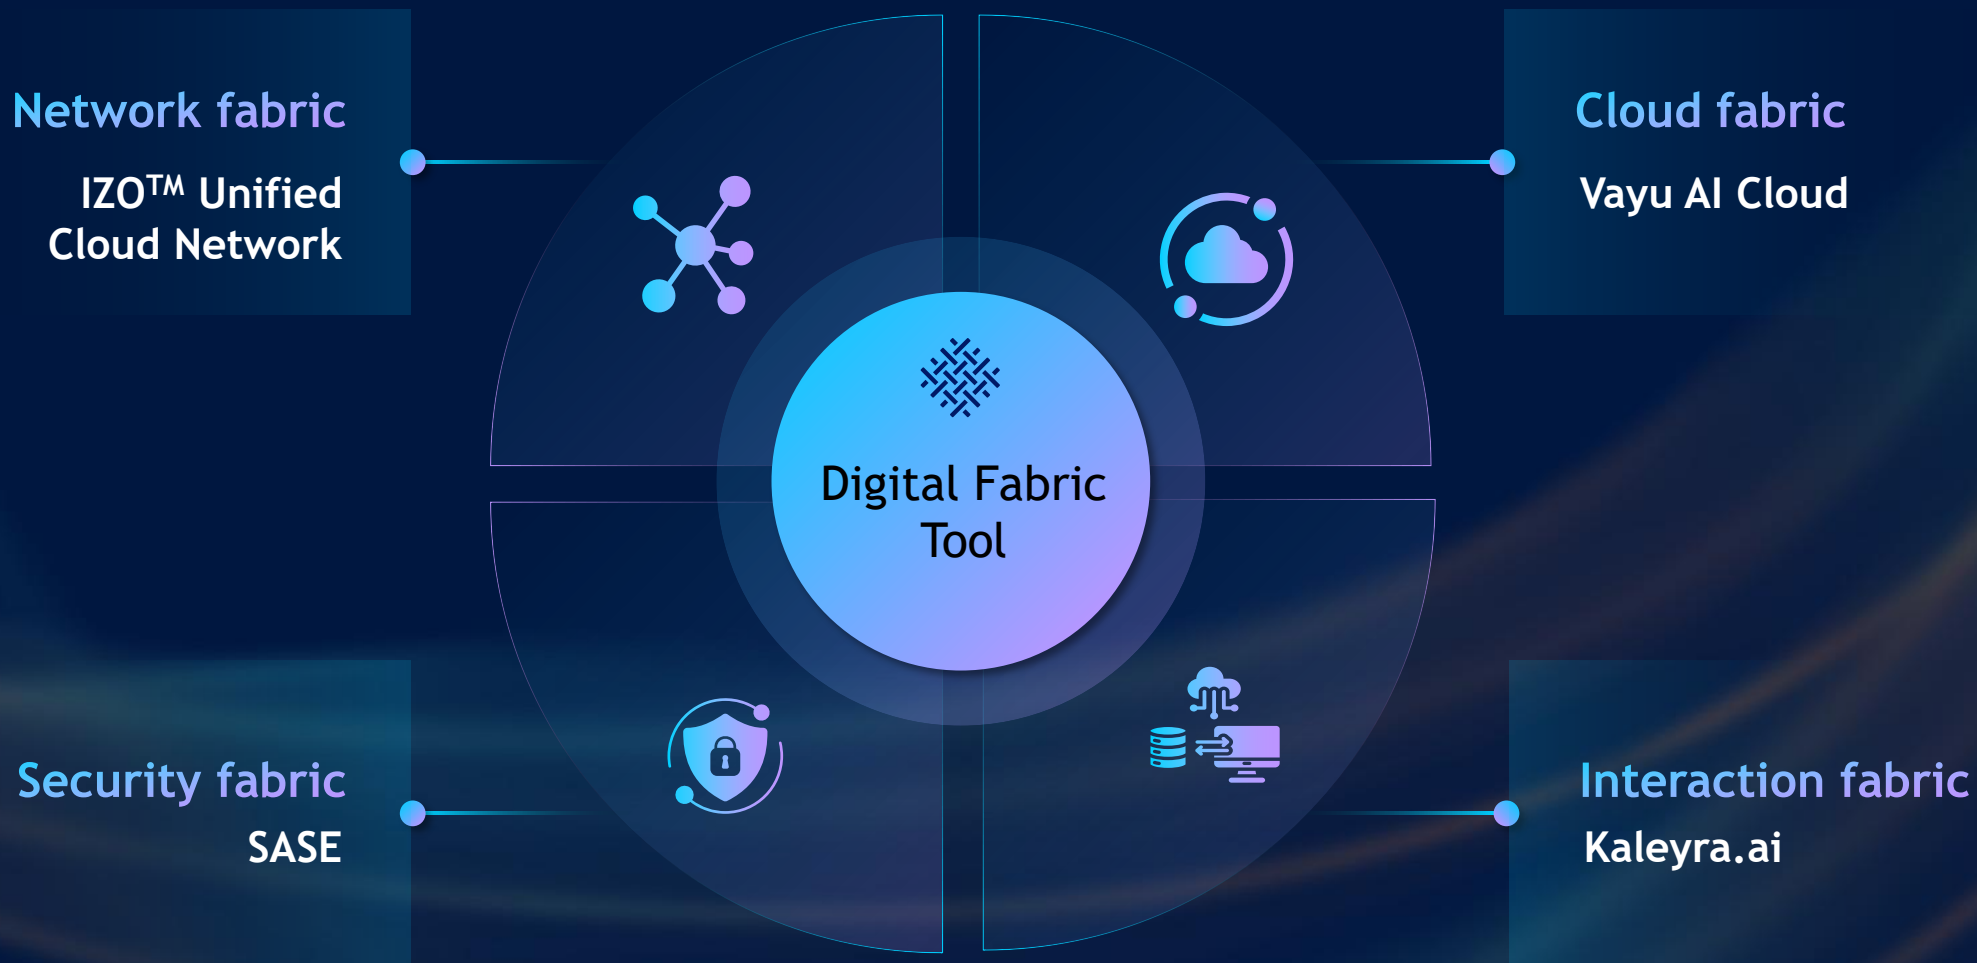 Network fabric
IZO™ Unified
Cloud Network
Cloud fabric
Vayu AI Cloud
Digital Fabric
Tool
Security fabric
SASE
Interaction fabric
Kaleyra.ai